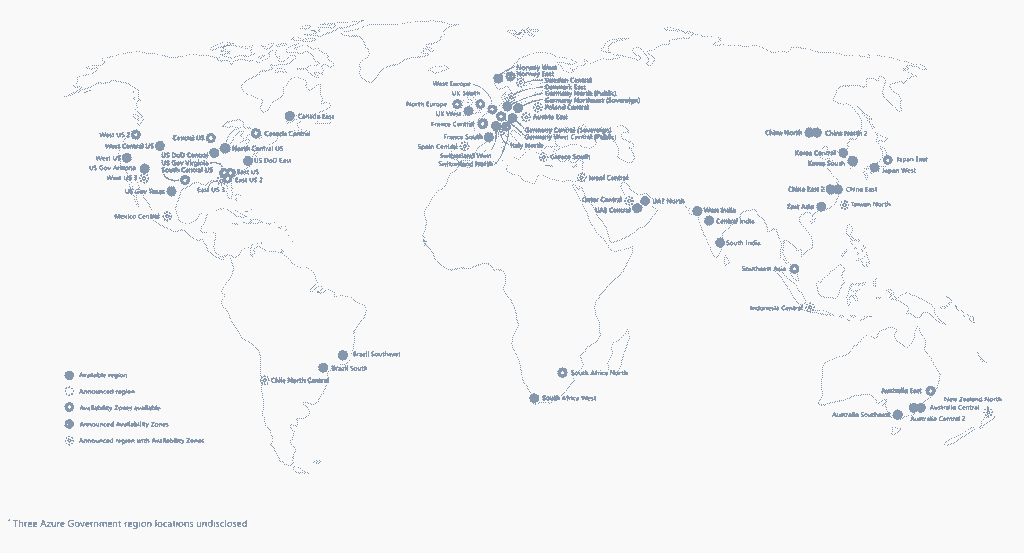 Norway West
Norway East
Sweden Central
Denmark East
Germany North (Public)
Germany Northeast (Sovereign)
Poland Central
Austria East
Germany Central (Sovereign)
Germany West Central (Public)
Italy North
West Europe
UK South
North Europe
UK West
France Central
France South
Spain Central
Switzerland West
Switzerland North
Greece South
Israel Central
Qatar Central
UAE North
UAE Central
Canada East
Canada Central
West US 2
Central US
West Central US
North Central US
US DoD Central
West US
US DoD East
US Gov Virginia
US Gov Arizona
South Central US
East US
West US 3
East US 2
East US 3
US Gov Texas
Mexico Central
China North
China North 2
Korea Central
Korea South
Japan East
Japan West
China East 2
China East
East Asia
Taiwan North
West India
Central India
South India
Southeast Asia
Indonesia Central
Brazil Southeast
Brazil South
Chile North Central
South Africa North
South Africa West
Australia East
New Zealand North
Australia Central
Australia Southeast
Australia Central 2
Available region
Announced region
Availability Zones available
Announced Availability Zones
Announced region with Availability Zones
* Three Azure Government region locations undisclosed